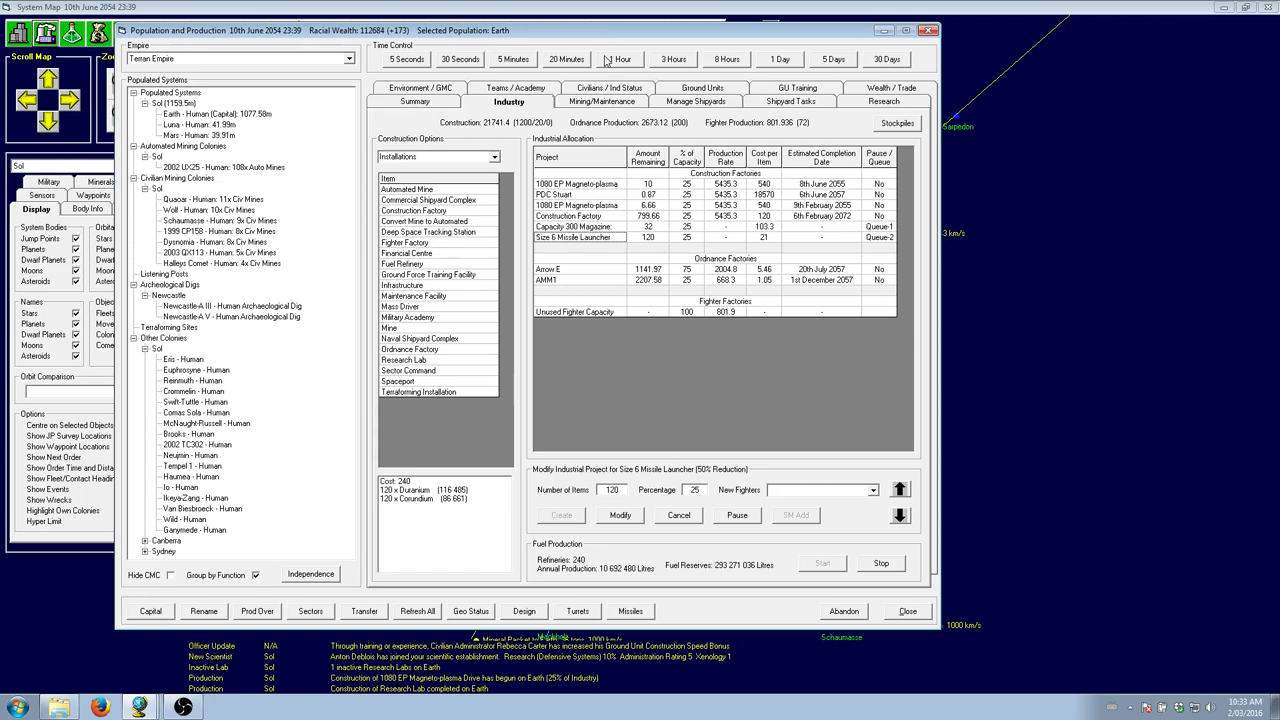 System Map 10th June 2054 23:39
Population and Production 10th June 2054 23:39 Racial Wealth: 112684 (+173) Selected Population: Earth
Scroll Map
Sol
Military Minerals
Sensors Waypoints
Display Body Info
System Bodies
Jump Points
Planets
Dwarf Planets
Moons
Asteroids
Names
Stars
Planets
Dwarf Planets
Moons
Asteroids
Orbit Comparison
Options
Centre on Selected Objects
Show JP Survey Locations
Show Waypoint Locations
Show Next Order
Show Order Time and Dista
Show Fleet/Contact Headin
Show Events
Show Wrecks
Highlight Own Colonies
Hyper Limit
Empire
Terran Empire
Time Control
5 Seconds 30 Seconds 5 Minutes 20 Minutes 1 Hour 3 Hours 8 Hours 1 Day 5 Days 30 Days
Populated Systems
Populated Systems
Sol (1159.5m)
Earth - Human (Capital): 1077.58m
Luna - Human: 41.99m
Mars - Human: 39.91m
Automated Mining Colonies
Sol
2002 UX25 - Human: 108x Auto Mines
Civilian Mining Colonies
Sol
Quaoar - Human: 11x Civ Mines
Wolf - Human: 10x Civ Mines
Schaumasse - Human: 9x Civ Mines
1999 CP158 - Human: 8x Civ Mines
Dysnomia - Human: 8x Civ Mines
2003 QX113 - Human: 5x Civ Mines
Halleys Comet - Human: 4x Civ Mines
Listening Posts
Archeological Digs
Newcastle
Newcastle-A III - Human Archaeological Dig
Newcastle-A V - Human Archaeological Dig
Terraforming Sites
Other Colonies
Sol
Eris - Human
Euphrosyne - Human
Reinmuth - Human
Crommelin - Human
Swift-Tuttle - Human
Comas Sola - Human
McNaught-Russell - Human
Brooks - Human
2002 TC302 - Human
Neujmin - Human
Tempel 1 - Human
Haumea - Human
Io - Human
Ikeya-Zang - Human
Van Biesbroeck - Human
Wild - Human
Ganymede - Human
Canberra
Sydney
Hide CMC Group by Function Independence
Environment / GMC Teams / Academy Civilians / Ind Status Ground Units GU Training Wealth / Trade
Summary Industry Mining/Maintenance Manage Shipyards Shipyard Tasks Research
Construction: 21741.4 (1200/20/0) Ordnance Production: 2673.12 (200) Fighter Production: 801.936 (72) Stockpiles
Construction Options
Installations
Item
Automated Mine
Commercial Shipyard Complex
Construction Factory
Convert Mine to Automated
Deep Space Tracking Station
Fighter Factory
Financial Centre
Fuel Refinery
Ground Force Training Facility
Infrastructure
Maintenance Facility
Mass Driver
Military Academy
Mine
Naval Shipyard Complex
Ordnance Factory
Research Lab
Sector Command
Spaceport
Terraforming Installation
Cost: 240
120 x Duranium (116 485)
120 x Corundium (86 661)
Industrial Allocation
Project Amount Remaining % of Capacity Production Rate Cost per Item Estimated Completion Date Pause / Queue
Construction Factories
1080 EP Magneto-plasma 10 25 5435.3 540 8th June 2055 No
PDC Stuart 0.87 25 5435.3 18570 6th June 2057 No
1080 EP Magneto-plasma 6.66 25 5435.3 540 9th February 2055 No
Construction Factory 799.66 25 5435.3 120 6th February 2072 No
Capacity 300 Magazine: 32 25 - 103.3 - Queue-1
Size 6 Missile Launcher 120 25 - 21 - Queue-2
Ordnance Factories
Arrow E 1141.97 75 2004.8 5.46 20th July 2057 No
AMM1 2207.58 25 668.3 1.05 1st December 2057 No
Fighter Factories
Unused Fighter Capacity - 100 801.9 - - -
Modify Industrial Project for Size 6 Missile Launcher (50% Reduction)
Number of Items 120 Percentage 25 New Fighters
Create Modify Cancel Pause SM Add
Fuel Production
Refineries: 240
Annual Production: 10 692 480 Litres
Fuel Reserves: 293 271 036 Litres
Start Stop
Capital Rename Prod Over Sectors Transfer Refresh All Geo Status Design Turrets Missiles Abandon Close
Sarpedon
3 km/s
1000 km/s
Schaumasse
Officer Update N/A Through training or experience, Civilian Administrator Rebecca Carter has increased his Ground Unit Construction Speed Bonus
New Scientist Sol Anton Deblois has joined your scientific establishment. Research (Defensive Systems) 10% Administration Rating 5 Xenology 1
Inactive Lab Sol 1 inactive Research Labs on Earth
Production Sol Construction of 1080 EP Magneto-plasma Drive has begun on Earth (25% of Industry)
Production Sol Construction of Research Lab completed on Earth
10:33 AM
2/03/2016